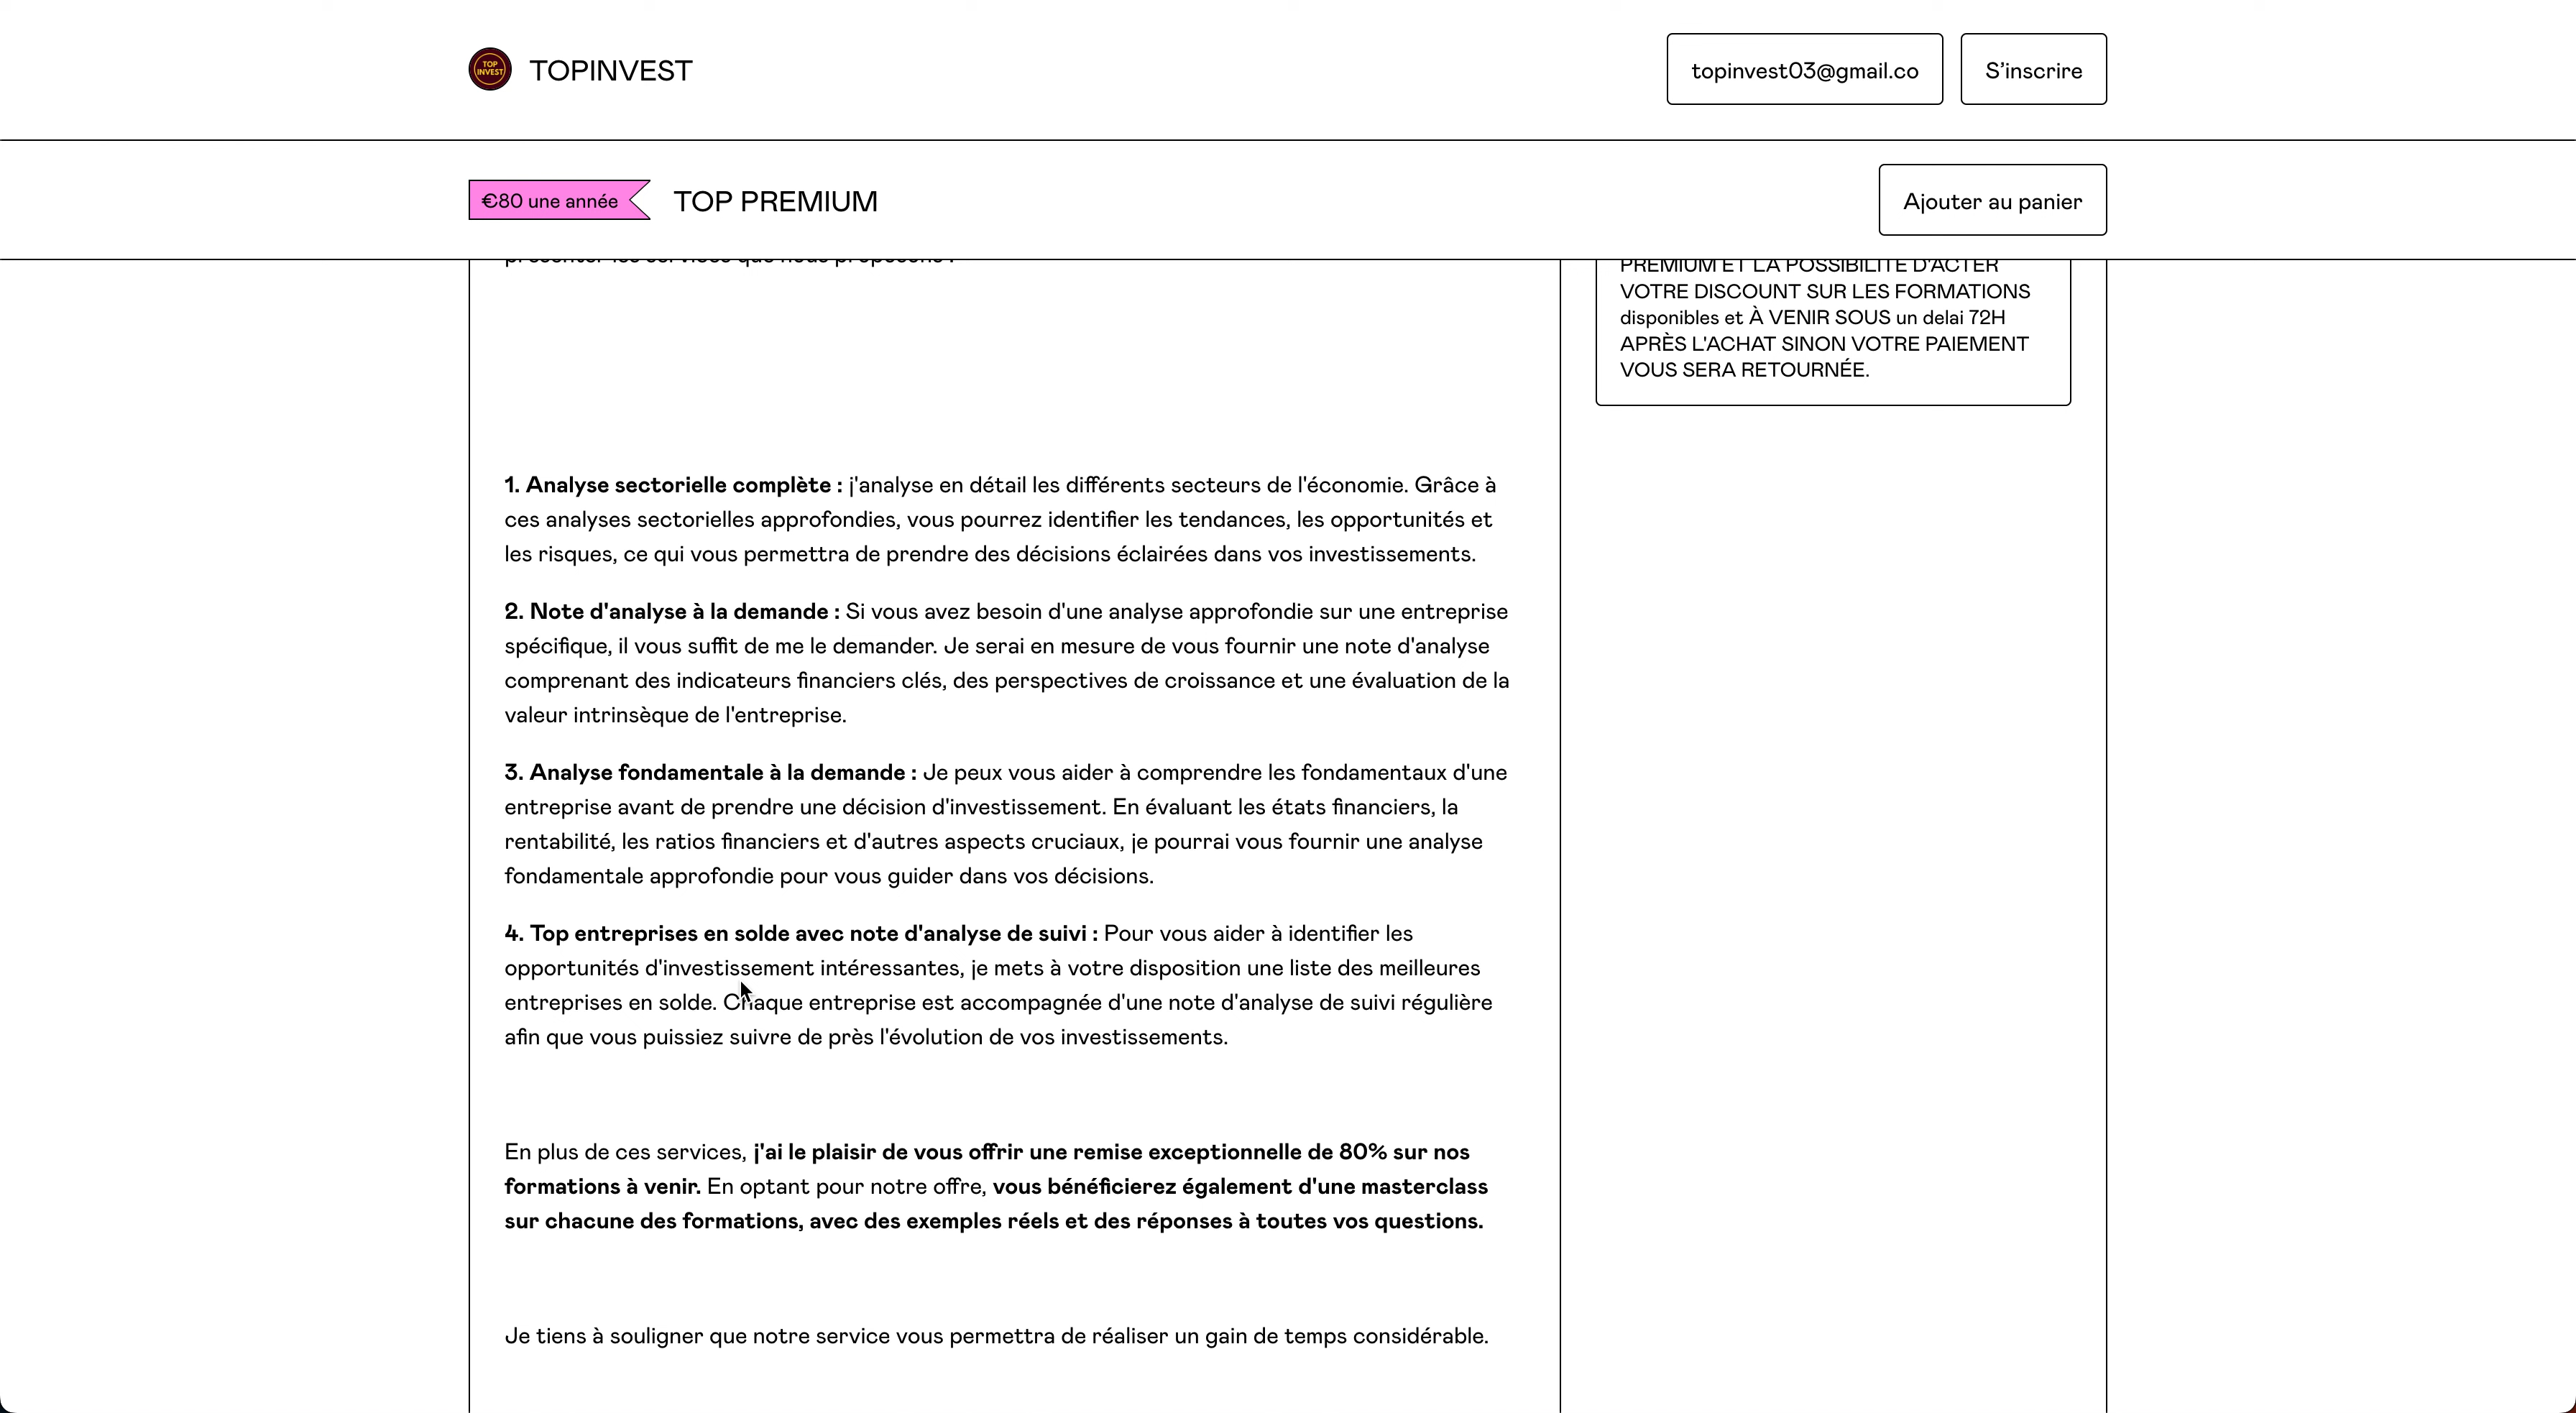 TOP
INVEST
TOPINVEST
topinvest03@gmail.co
S'inscrire
€80 une année
TOP PREMIUM
Ajouter au panier
présenter les services que nous proposons :
1. Analyse sectorielle complète : j'analyse en détail les différents secteurs de l'économie. Grâce à
ces analyses sectorielles approfondies, vous pourrez identifier les tendances, les opportunités et
les risques, ce qui vous permettra de prendre des décisions éclairées dans vos investissements.
2. Note d'analyse à la demande : Si vous avez besoin d'une analyse approfondie sur une entreprise
spécifique, il vous suffit de me le demander. Je serai en mesure de vous fournir une note d'analyse
comprenant des indicateurs financiers clés, des perspectives de croissance et une évaluation de la
valeur intrinsèque de l'entreprise.
3. Analyse fondamentale à la demande : Je peux vous aider à comprendre les fondamentaux d'une
entreprise avant de prendre une décision d'investissement. En évaluant les états financiers, la
rentabilité, les ratios financiers et d'autres aspects cruciaux, je pourrai vous fournir une analyse
fondamentale approfondie pour vous guider dans vos décisions.
4. Top entreprises en solde avec note d'analyse de suivi : Pour vous aider à identifier les
opportunités d'investissement intéressantes, je mets à votre disposition une liste des meilleures
entreprises en solde. Chaque entreprise est accompagnée d'une note d'analyse de suivi régulière
afin que vous puissiez suivre de près l'évolution de vos investissements.
En plus de ces services, j'ai le plaisir de vous offrir une remise exceptionnelle de 80% sur nos
formations à venir. En optant pour notre offre, vous bénéficierez également d'une masterclass
sur chacune des formations, avec des exemples réels et des réponses à toutes vos questions.
Je tiens à souligner que notre service vous permettra de réaliser un gain de temps considérable.
PREMIUM ET LA POSSIBILITÉ D'ACTER
VOTRE DISCOUNT SUR LES FORMATIONS
disponibles et À VENIR SOUS un delai 72H
APRÈS L'ACHAT SINON VOTRE PAIEMENT
VOUS SERA RETOURNÉE.